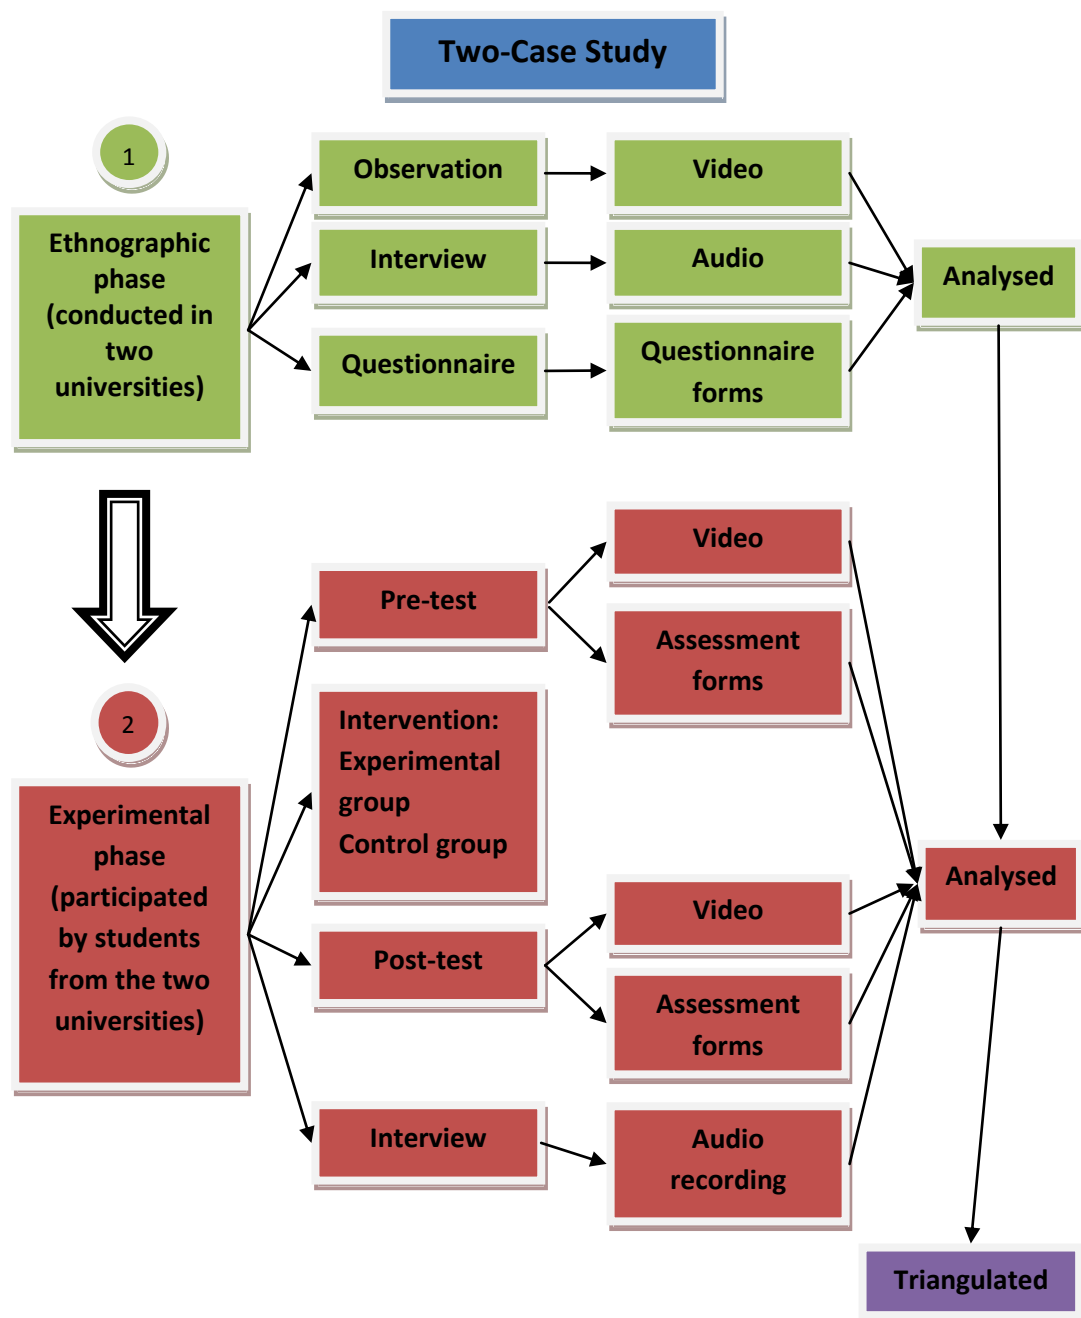 Two-Case Study
1
Ethnographic
phase
(conducted in
two
universities)
Observation
Video
Interview
Audio
Questionnaire
Questionnaire
forms
Analysed
2
Experimental
phase
(participated
by students
from the two
universities)
Pre-test
Video
Assessment
forms
Intervention:
Experimental
group
Control group
Post-test
Video
Assessment
forms
Interview
Audio
recording
Analysed
Triangulated